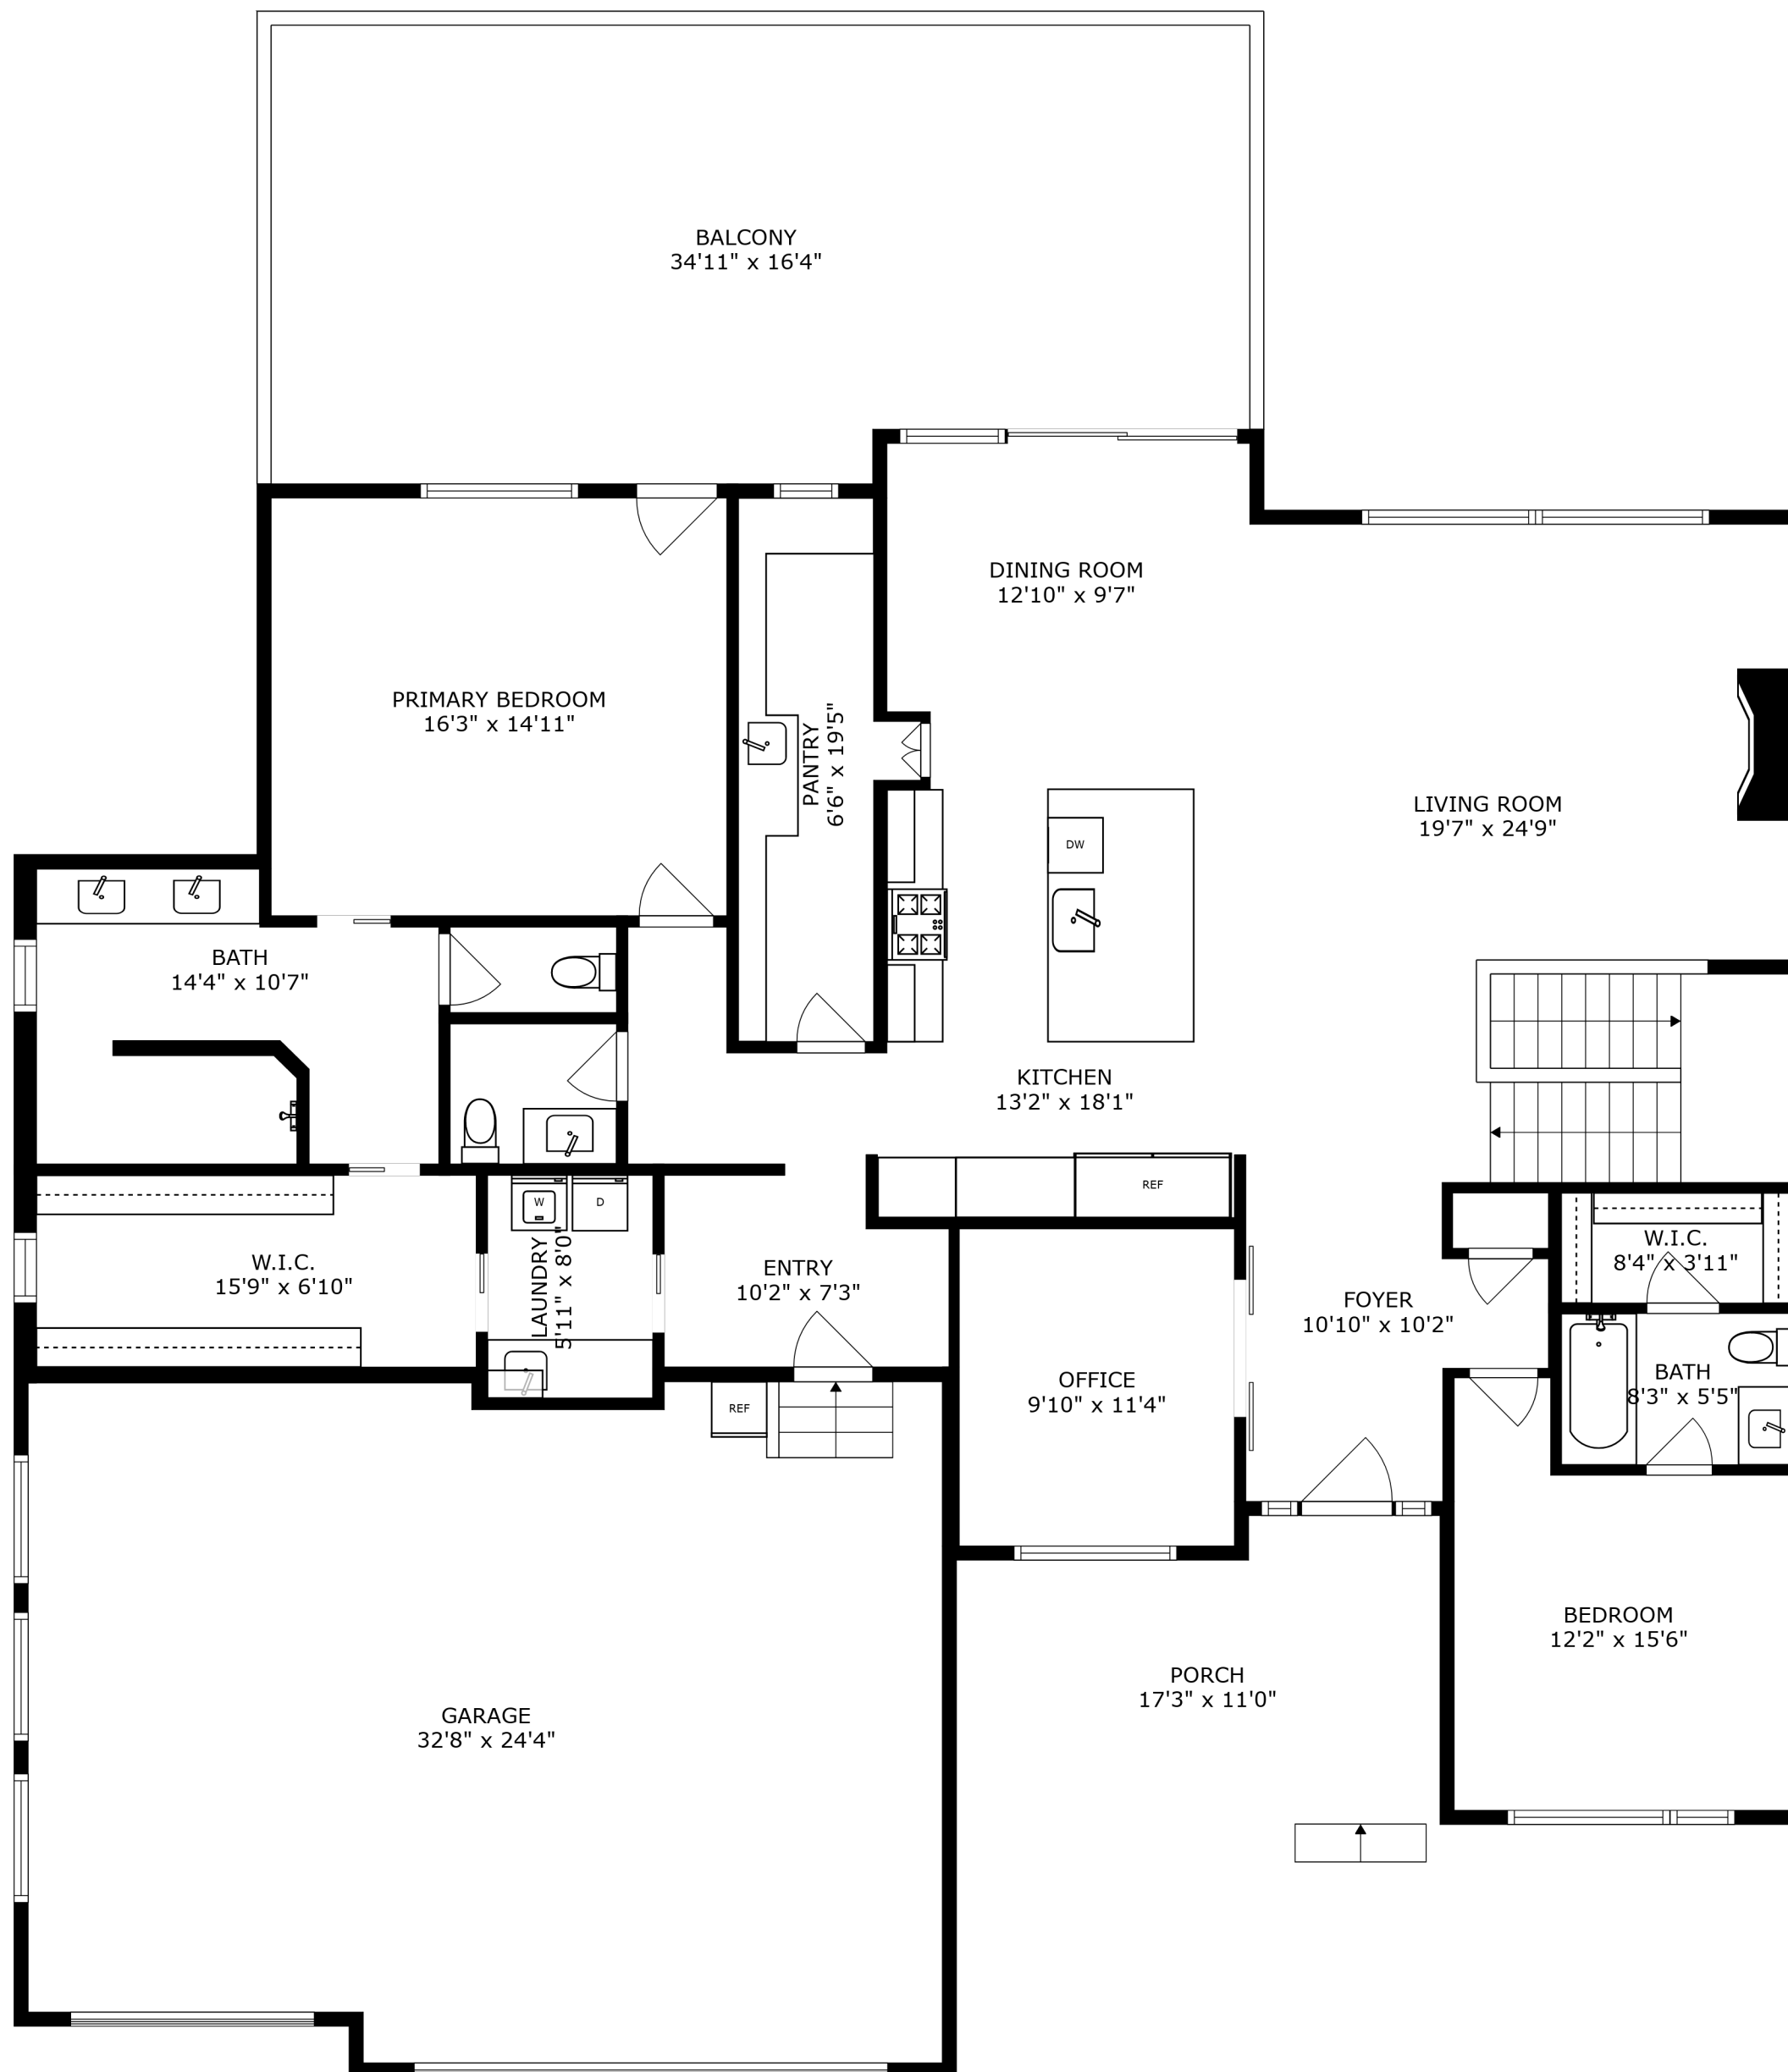 BALCONY
34'11" x 16'4"
DINING ROOM
12'10" x 9'7"
PRIMARY BEDROOM
16'3" x 14'11"
PANTRY
6'6" x 19'5"
LIVING ROOM
19'7" x 24'9"
DW
BATH
14'4" x 10'7"
KITCHEN
13'2" x 18'1"
REF
W
D
W.I.C.
15'9" x 6'10"
LAUNDRY
5'11" x 8'0"
ENTRY
10'2" x 7'3"
W.I.C.
8'4" x 3'11"
FOYER
10'10" x 10'2"
OFFICE
9'10" x 11'4"
BATH
8'3" x 5'5"
REF
BEDROOM
12'2" x 15'6"
PORCH
17'3" x 11'0"
GARAGE
32'8" x 24'4"